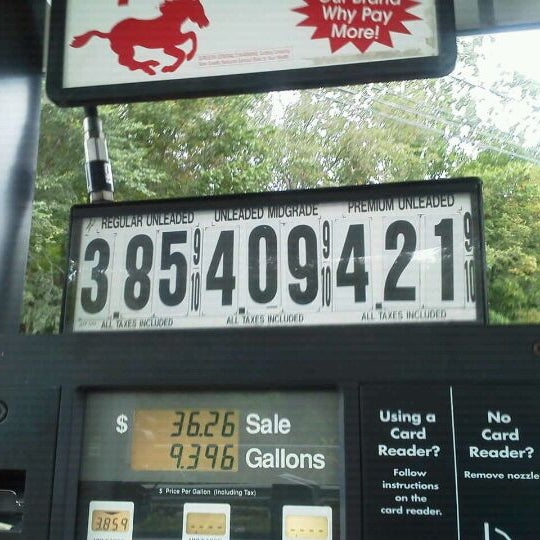 Our Brand
Why Pay
More!
REGULAR UNLEADED UNLEADED MIDGRADE PREMIUM UNLEADED
3.85 9/10 4.09 9/10 4.21 9/10
ALL TAXES INCLUDED ALL TAXES INCLUDED ALL TAXES INCLUDED
$ 36.26 Sale
9.396 Gallons
$ Price Per Gallon (Including Tax)
3.859 ---- ----
Using a
Card
Reader?
Follow
instructions
on the
card reader.
No
Card
Reader?
Remove nozzle